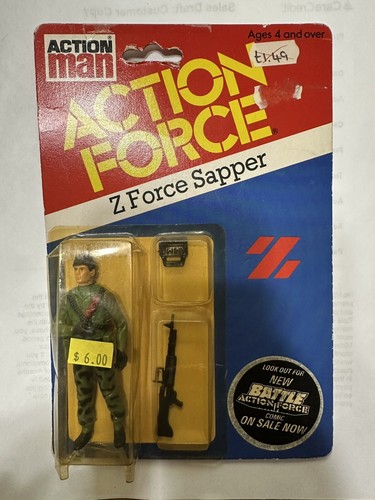 ACTION
man
Ages 4 and over
£1.49
ACTION
FORCE
Z Force Sapper
Z
$6.00
LOOK OUT FOR
NEW
BATTLE
ACTION FORCE
COMIC
ON SALE NOW